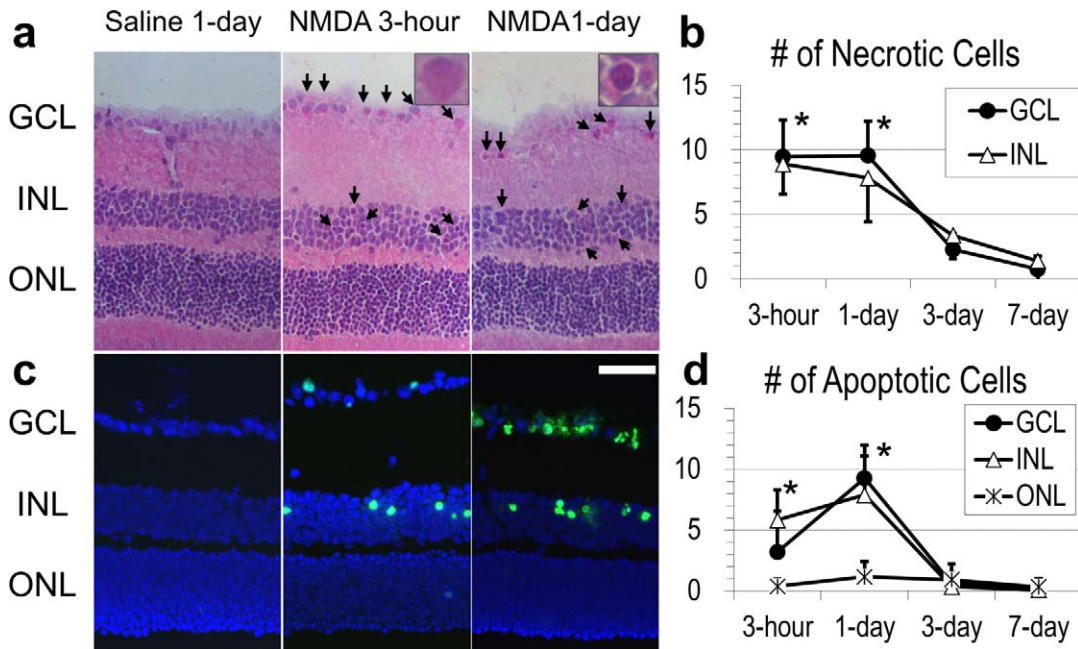 a
Saline 1-day
NMDA 3-hour
NMDA1-day
GCL
INL
ONL
b
# of Necrotic Cells
15
10
5
0
*
*
GCL
INL
3-hour
1-day
3-day
7-day
c
GCL
INL
ONL
d
# of Apoptotic Cells
15
10
5
0
*
*
GCL
INL
ONL
3-hour
1-day
3-day
7-day